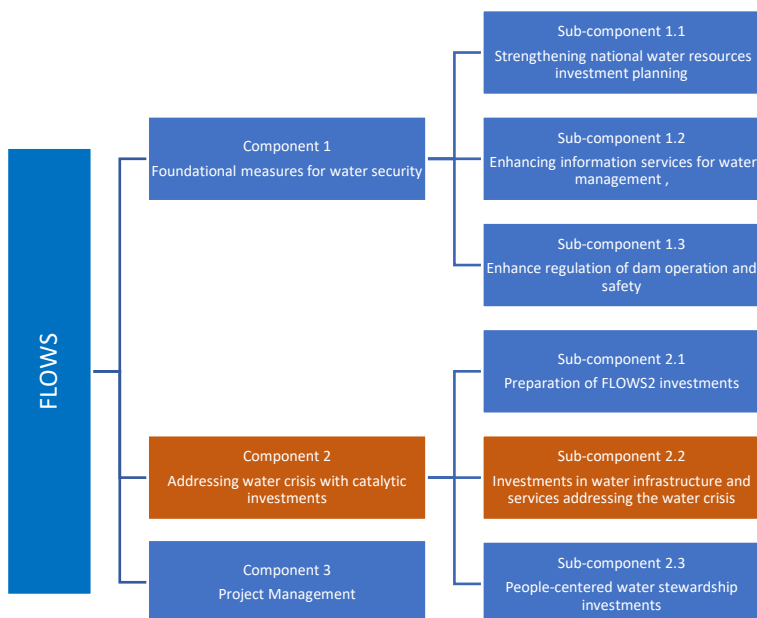 FLOWS
Component 1
Foundational measures for water security
Sub-component 1.1
Strengthening national water resources
investment planning
Sub-component 1.2
Enhancing information services for water
management ,
Sub-component 1.3
Enhance regulation of dam operation and
safety
Component 2
Addressing water crisis with catalytic
investments
Sub-component 2.1
Preparation of FLOWS2 investments
Sub-component 2.2
Investments in water infrastructure and
services addressing the water crisis
Sub-component 2.3
People-centered water stewardship
investments
Component 3
Project Management